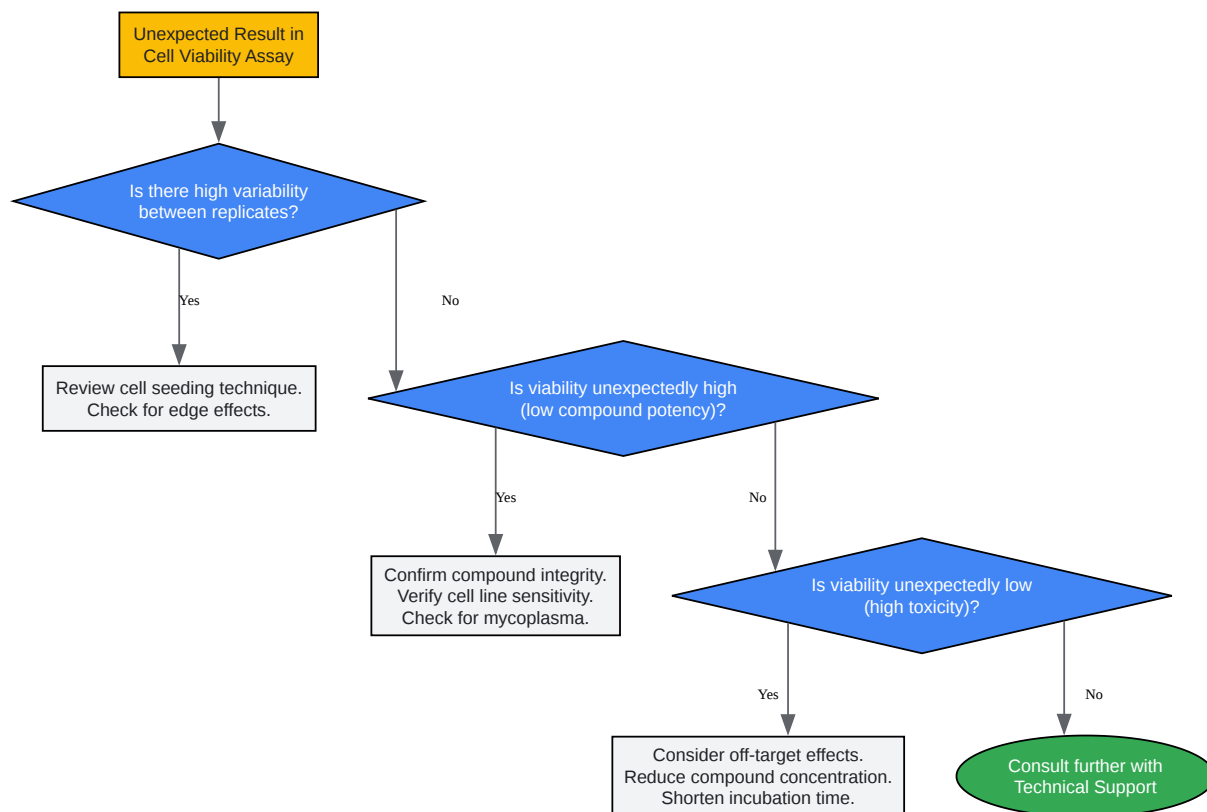 Unexpected Result in
Cell Viability Assay
Is there high variability
between replicates?
Yes
No
Review cell seeding technique.
Check for edge effects.
Is viability unexpectedly high
(low compound potency)?
Yes
No
Confirm compound integrity.
Verify cell line sensitivity.
Check for mycoplasma.
Is viability unexpectedly low
(high toxicity)?
Yes
No
Consider off-target effects.
Reduce compound concentration.
Shorten incubation time.
Consult further with
Technical Support